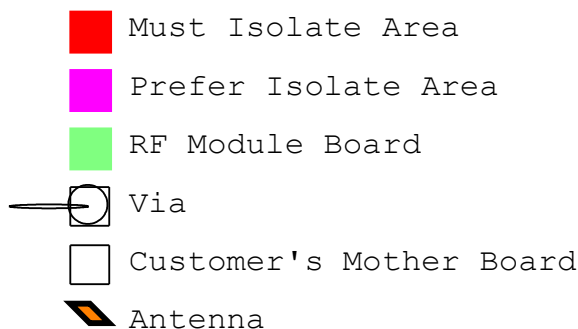 Must Isolate Area
Prefer Isolate Area
RF Module Board
Via
Customer's Mother Board
Antenna